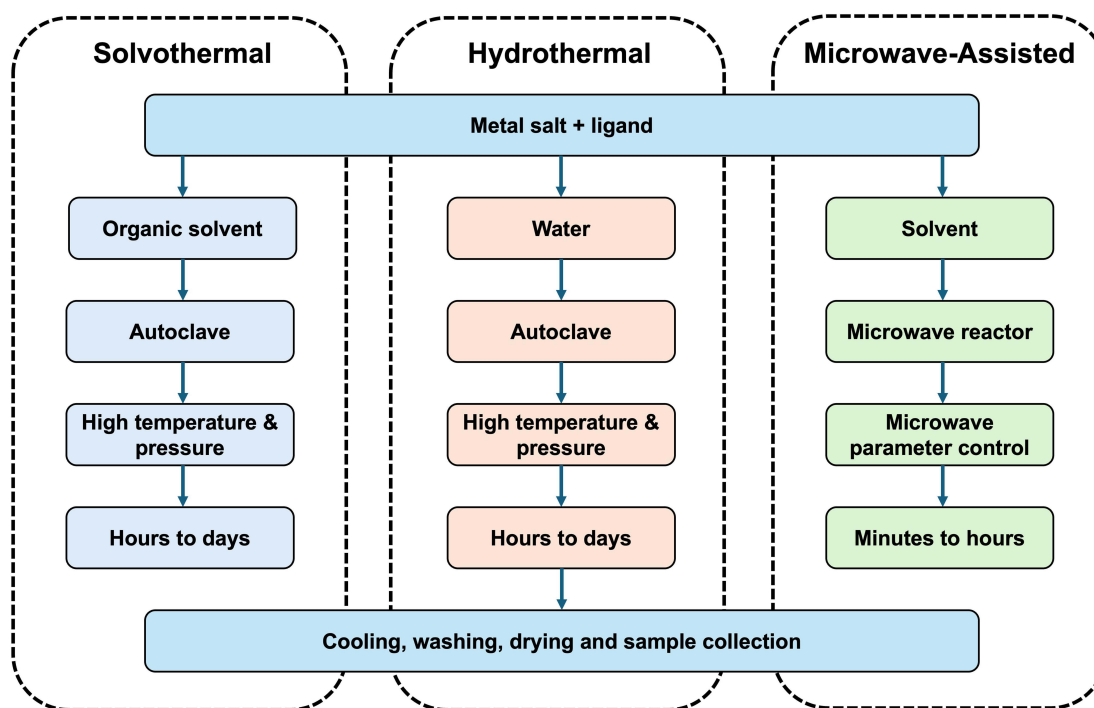 Solvothermal
Hydrothermal
Microwave-Assisted
Metal salt + ligand
Organic solvent
Water
Solvent
Autoclave
Autoclave
Microwave reactor
High temperature &
pressure
High temperature &
pressure
Microwave
parameter control
Hours to days
Hours to days
Minutes to hours
Cooling, washing, drying and sample collection